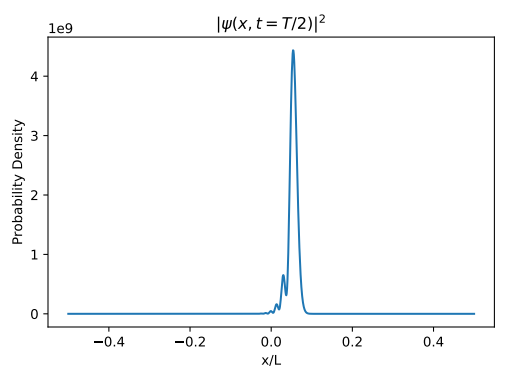 |ψ(x, t = T/2)|²
1e9
4
3
2
1
0
Probability Density
−0.4 −0.2 0.0 0.2 0.4
x/L